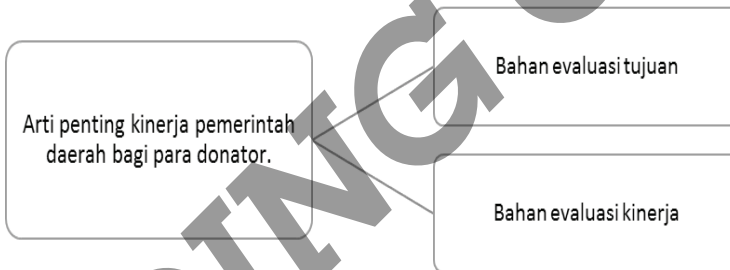 Arti penting kinerja pemerintah
daerah bagi para donator.
Bahan evaluasi tujuan
Bahan evaluasi kinerja